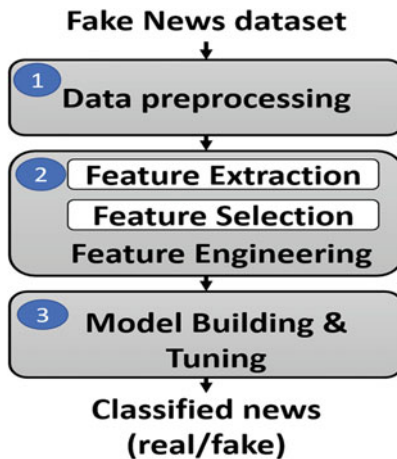 Fake News dataset
1
Data preprocessing
2
Feature Extraction
Feature Selection
Feature Engineering
3
Model Building &
Tuning
Classified news
(real/fake)